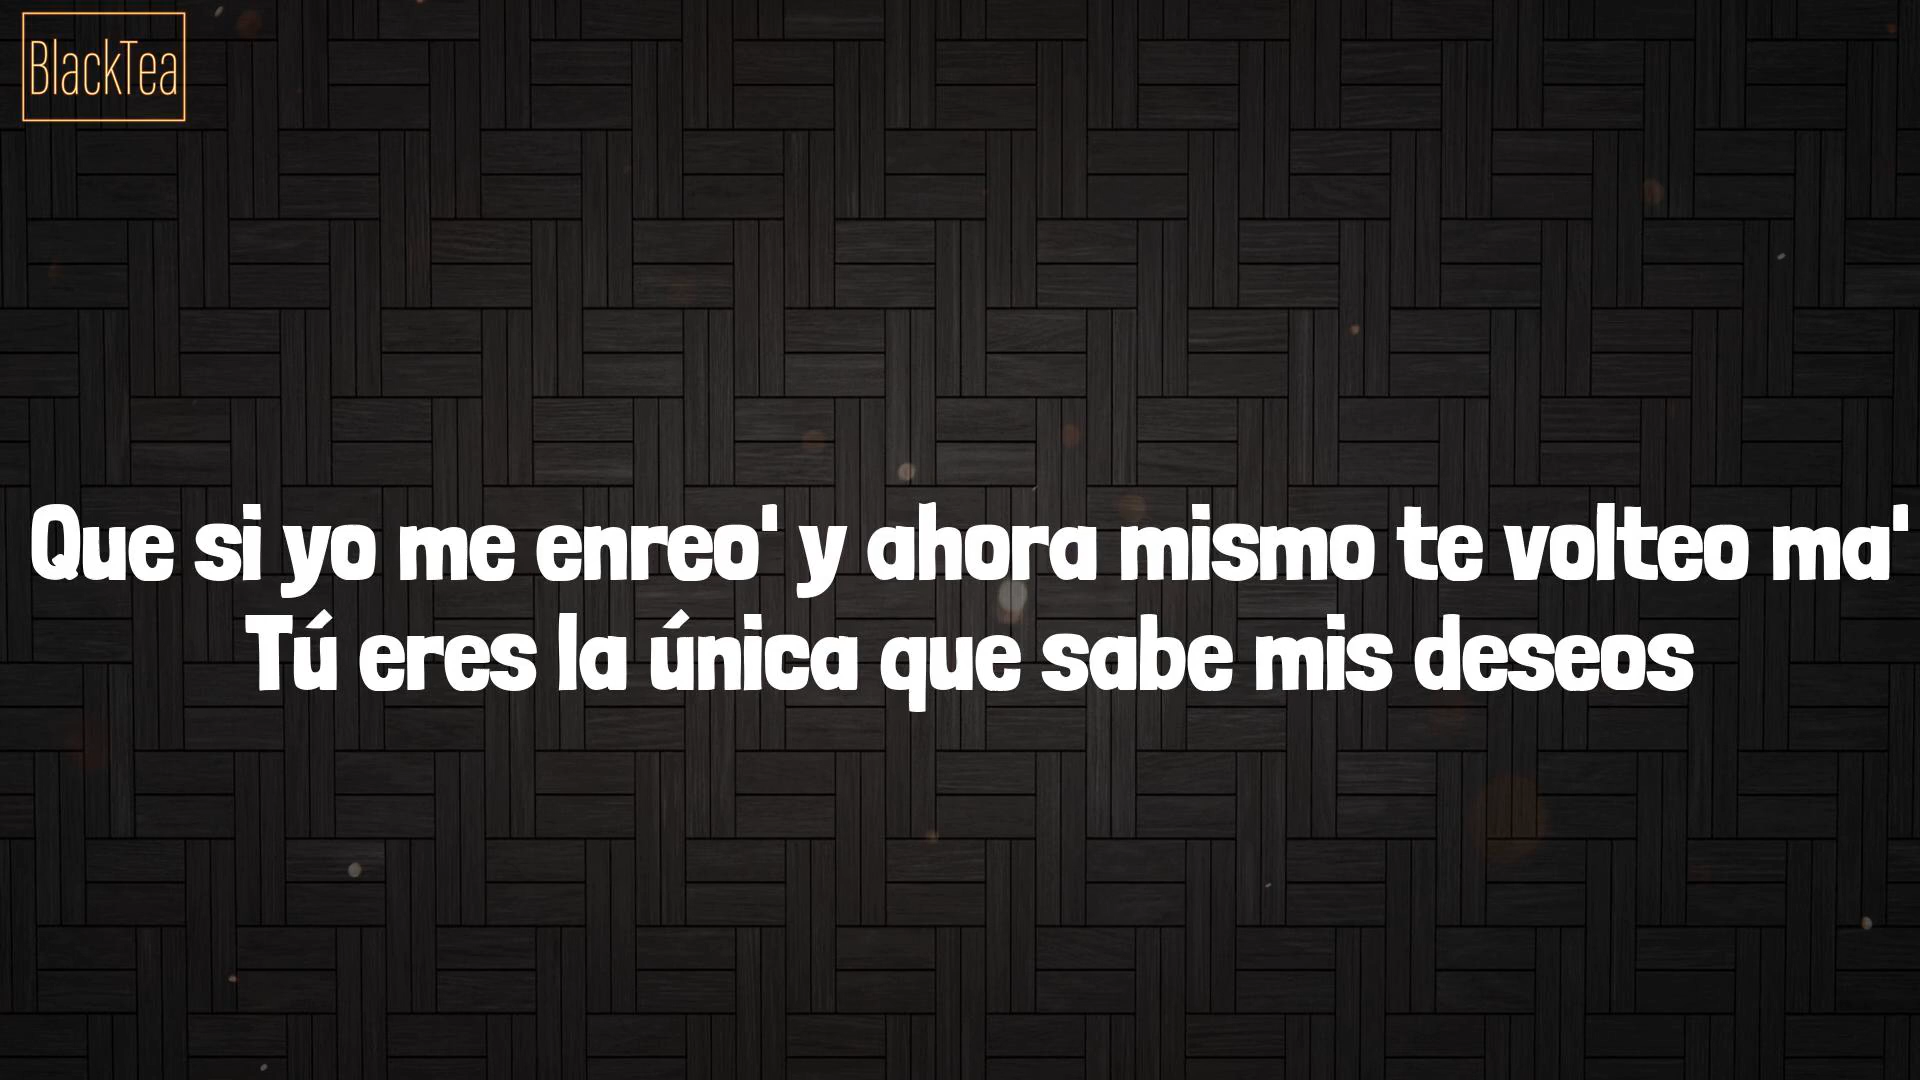 BlackTea
Que si yo me enreo' y ahora mismo te volteo ma'
Tú eres la única que sabe mis deseos